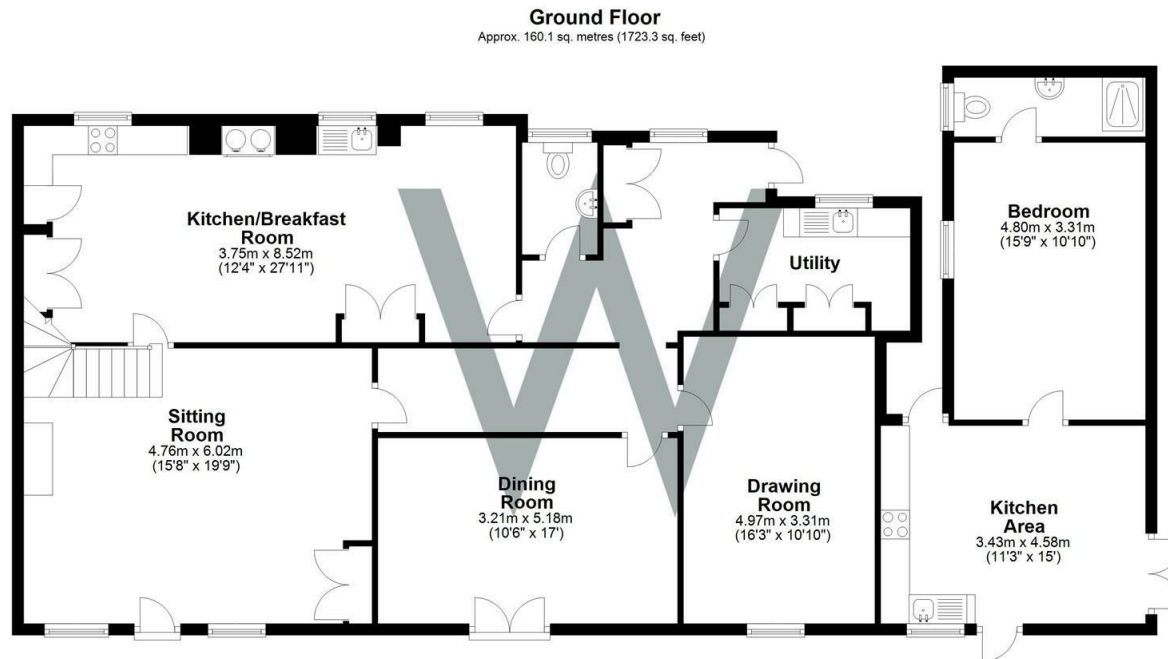 Ground Floor
Approx. 160.1 sq. metres (1723.3 sq. feet)
Kitchen/Breakfast
Room
3.75m x 8.52m
(12'4" x 27'11")
Bedroom
4.80m x 3.31m
(15'9" x 10'10")
Utility
Sitting
Room
4.76m x 6.02m
(15'8" x 19'9")
Dining
Room
3.21m x 5.18m
(10'6" x 17')
Drawing
Room
4.97m x 3.31m
(16'3" x 10'10")
Kitchen
Area
3.43m x 4.58m
(11'3" x 15')
W